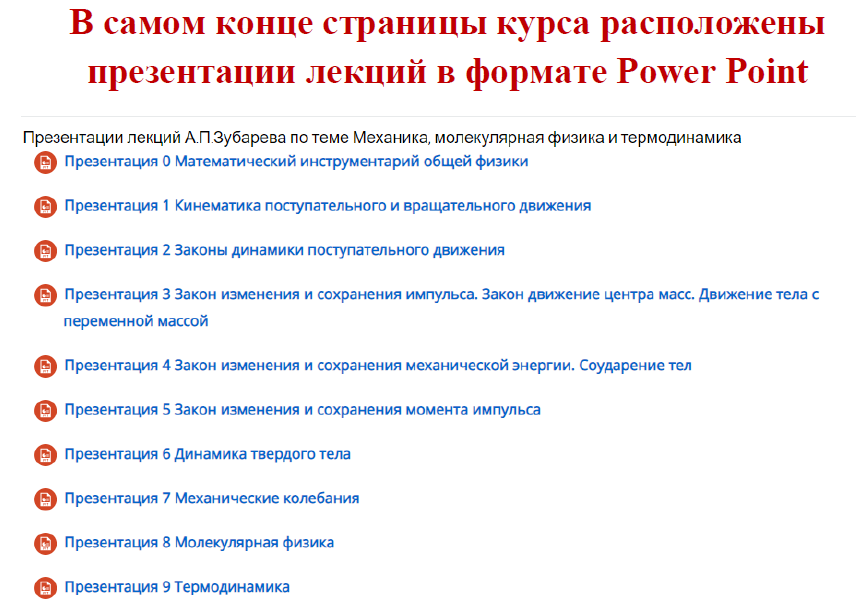 В самом конце страницы курса расположены
презентации лекций в формате Power Point
Презентации лекций А.П.Зубарева по теме Механика, молекулярная физика и термодинамика
Презентация 0 Математический инструментарий общей физики
Презентация 1 Кинематика поступательного и вращательного движения
Презентация 2 Законы динамики поступательного движения
Презентация 3 Закон изменения и сохранения импульса. Закон движение центра масс. Движение тела с
переменной массой
Презентация 4 Закон изменения и сохранения механической энергии. Соударение тел
Презентация 5 Закон изменения и сохранения момента импульса
Презентация 6 Динамика твердого тела
Презентация 7 Механические колебания
Презентация 8 Молекулярная физика
Презентация 9 Термодинамика